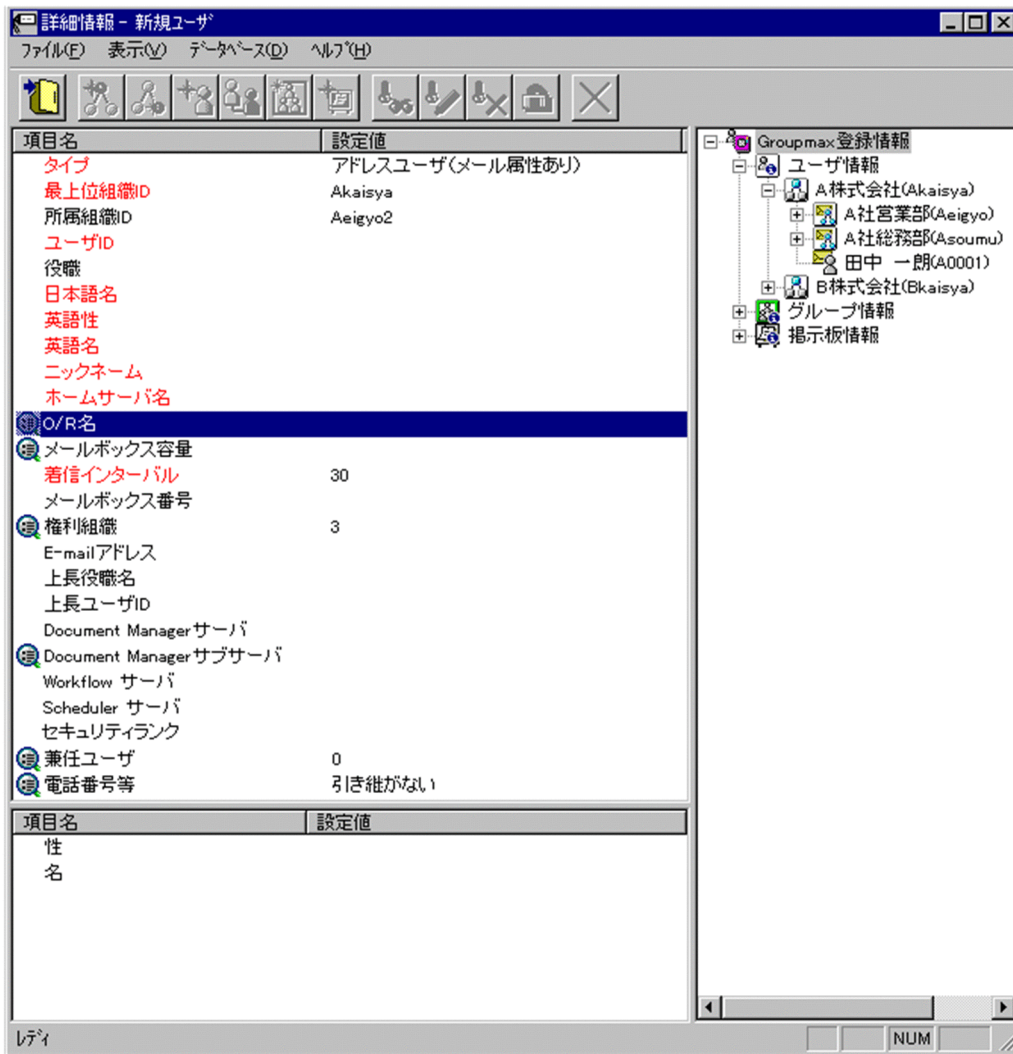 詳細情報 - 新規ユーザ
ファイル(F) 表示(V) データベース(D) ヘルプ(H)
項目名 設定値
タイプ アドレスユーザ(メール属性あり)
最上位組織ID Akaisya
所属組織ID Aeigyo2
ユーザID
役職
日本語名
英語性
英語名
ニックネーム
ホームサーバ名
O/R名
メールボックス容量
着信インターバル 30
メールボックス番号
権利組織 3
E-mailアドレス
上長役職名
上長ユーザID
Document Managerサーバ
Document Managerサブサーバ
Workflow サーバ
Scheduler サーバ
セキュリティランク
兼任ユーザ 0
電話番号等 引き継がない
項目名 設定値
性
名
Groupmax登録情報
ユーザ情報
A株式会社(Akaisya)
A社営業部(Aeigyo)
A社総務部(Asoumu)
田中 一朗(A0001)
B株式会社(Bkaisya)
グループ情報
掲示板情報
レディ NUM